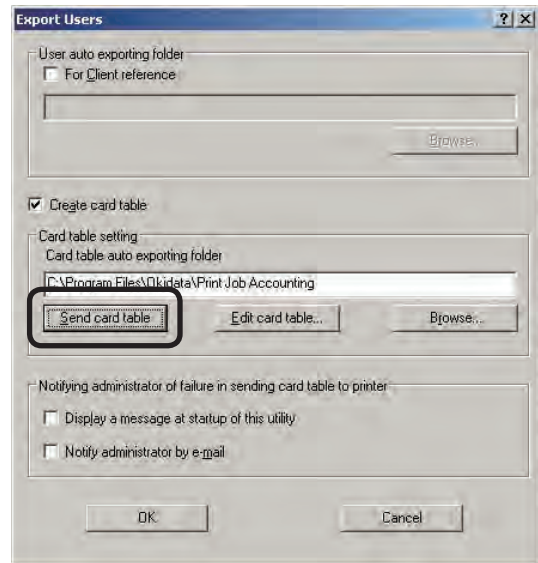 Export Users
User auto exporting folder
For Client reference
Browse...
Create card table
Card table setting
Card table auto exporting folder
C:\Program Files\Okidata\Print Job Accounting
Send card table
Edit card table...
Browse...
Notifying administrator of failure in sending card table to printer
Display a message at startup of this utility
Notify administrator by e-mail
OK
Cancel